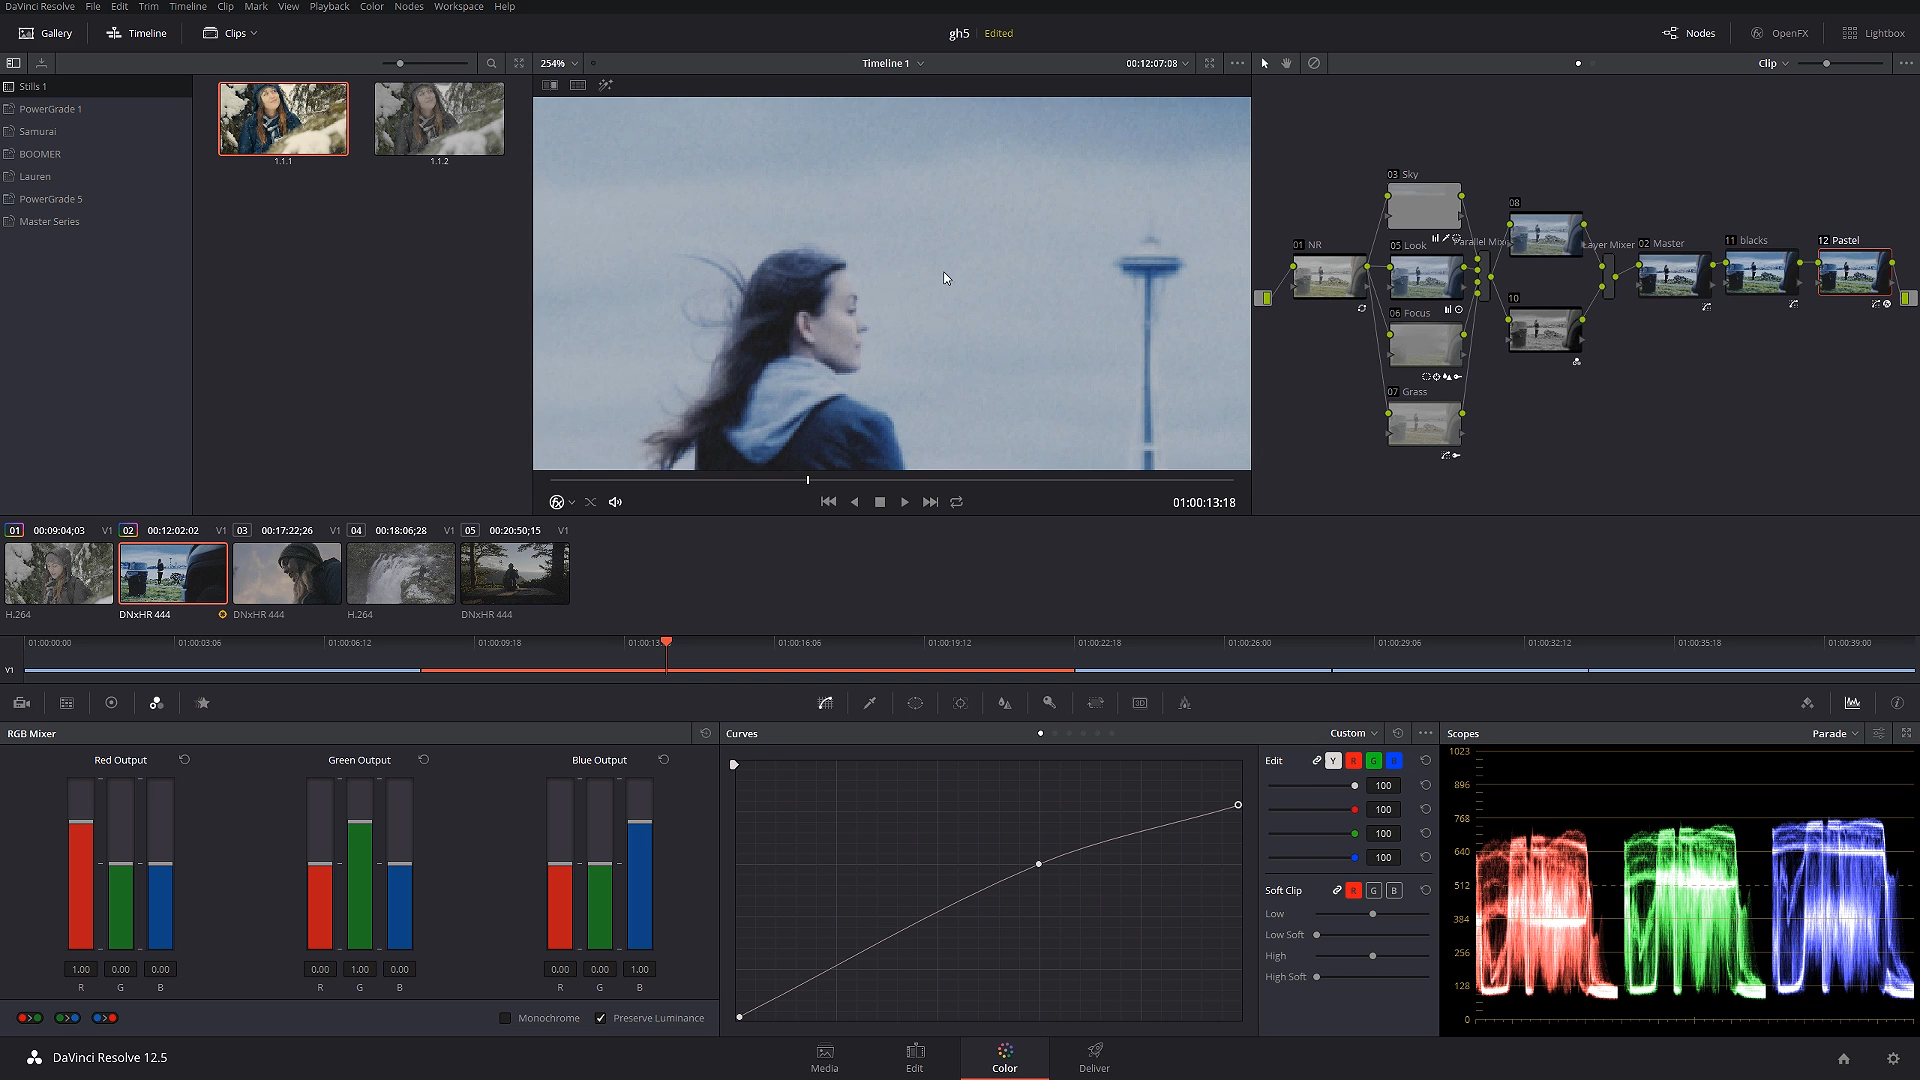 DaVinci Resolve File Edit Trim Timeline Clip Mark View Playback Color Nodes Workspace Help
Gallery Timeline Clips gh5 Edited Nodes OpenFX Lightbox
254% Timeline 1 00:12:07:08 Clip
Stills 1
PowerGrade 1
Samurai
BOOMER
Lauren
PowerGrade 5
Master Series
1.1.1 1.1.2
03 Sky
08
01 NR 05 Look Parallel Mixe Layer Mixer 02 Master 11 blacks 12 Pastel
10
06 Focus
07 Grass
01:00:13:18
01 00:09:04;03 V1 02 00:12:02:02 V1 03 00:17:22;26 V1 04 00:18:06;28 V1 05 00:20:50;15 V1
H.264 DNxHR 444 DNxHR 444 H.264 DNxHR 444
01:00:00:00 01:00:03:06 01:00:06:12 01:00:09:18 01:00:13 01:00:16:06 01:00:19:12 01:00:22:18 01:00:26:00 01:00:29:06 01:00:32:12 01:00:35:18 01:00:39:00
V1
3D
RGB Mixer Curves Custom Scopes Parade
Red Output Green Output Blue Output
Edit Y R G B
100
100
100
100
Soft Clip R G B
Low
Low Soft
High
High Soft
1023
896
768
640
512
384
256
128
0
1.00 0.00 0.00 0.00 1.00 0.00 0.00 0.00 1.00
R G B R G B R G B
Monochrome Preserve Luminance
DaVinci Resolve 12.5 Media Edit Color Deliver